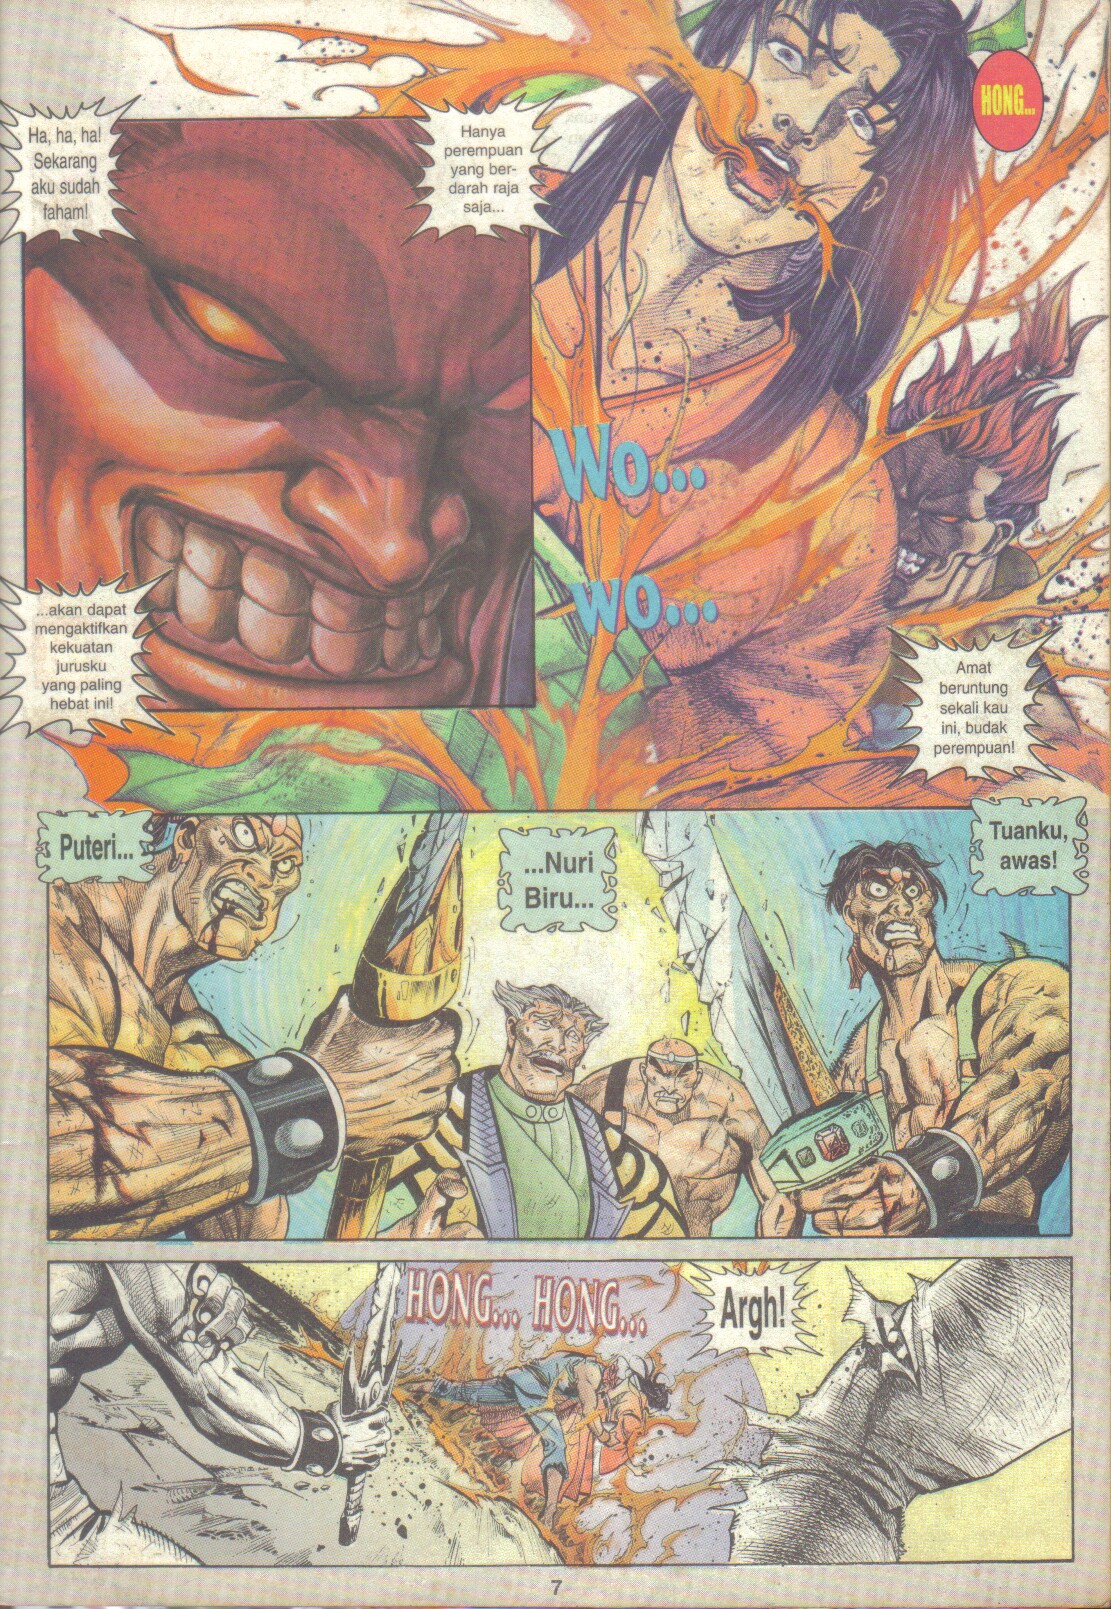 Ha, ha, ha!
Sekarang
aku sudah
faham!
Hanya
perempuan
yang ber-
darah raja
saja...
HONG...
WO...
WO...
...akan dapat
mengaktifkan
kekuatan
jurusku
yang paling
hebat ini!
Amat
beruntung
sekali kau
ini, budak
perempuan!
Puteri...
...Nuri
Biru...
Tuanku,
awas!
HONG... HONG...
Argh!
7